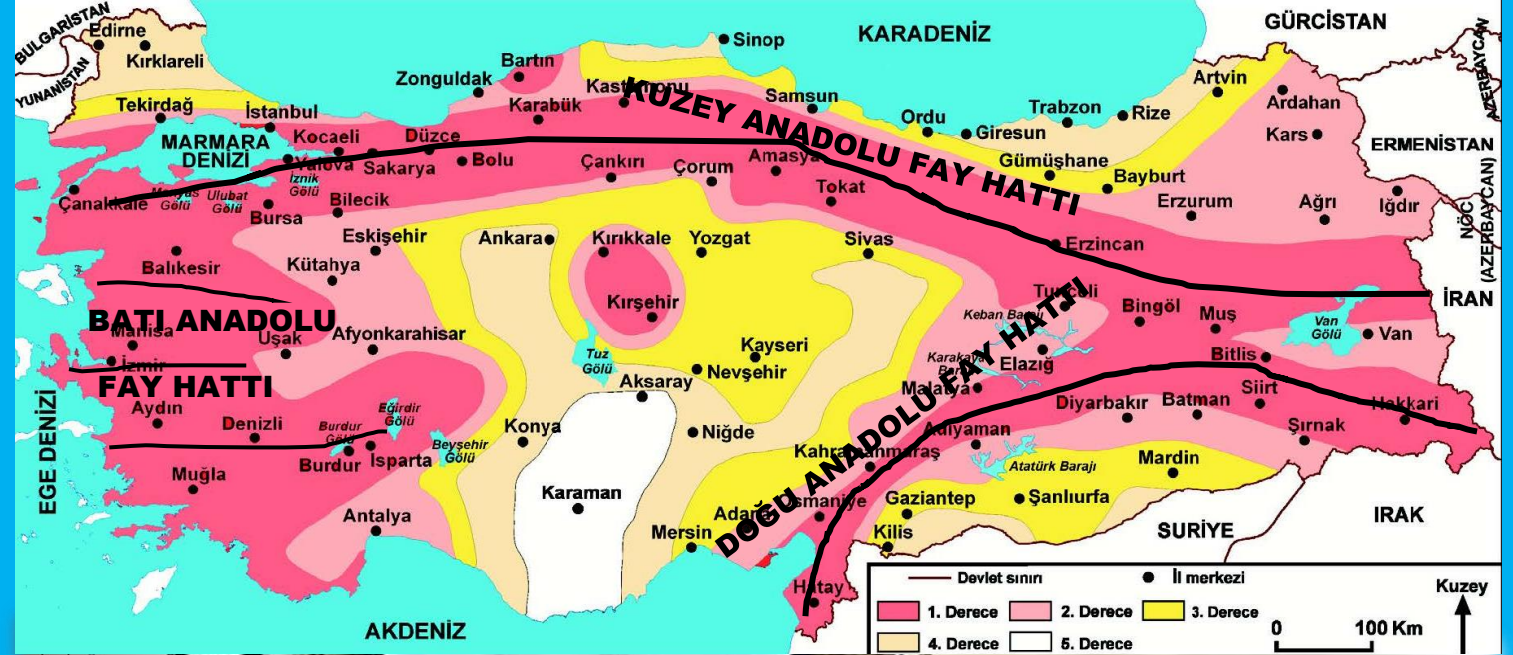 BULGARİSTAN
YUNANİSTAN
Edirne
Kırklareli
Tekirdağ
İstanbul
MARMARA
DENİZİ
Kocaeli
Yalova
Sakarya
Düzce
Bolu
Zonguldak
Bartın
Karabük
Kastamonu
Sinop
KARADENİZ
GÜRCİSTAN
AZERBAYCAN
ERMENİSTAN
NÖC
(AZERBAYCAN)
İRAN
Samsun
Ordu
Giresun
Trabzon
Rize
Artvin
Ardahan
Kars
Gümüşhane
Bayburt
Erzurum
Ağrı
Iğdır
KUZEY ANADOLU FAY HATTI
Çankırı
Çorum
Amasya
Tokat
Çanakkale
Manyas
Gölü
Ulubat
Gölü
İznik
Gölü
Bursa
Bilecik
Eskişehir
Kütahya
Balıkesir
Ankara
Kırıkkale
Yozgat
Sivas
Erzincan
Kırşehir
BATI ANADOLU
FAY HATTI
Manisa
Uşak
Afyonkarahisar
İzmir
Aydın
Denizli
Burdur
Gölü
Eğirdir
Gölü
Burdur
Isparta
Beyşehir
Gölü
Muğla
Antalya
EGE DENİZİ
Tuz
Gölü
Aksaray
Kayseri
Nevşehir
Niğde
Konya
Karaman
Mersin
Adana
Osmaniye
Kahramanmaraş
DOĞU ANADOLU FAY HATTI
Tunceli
Keban Barajı
Bingöl
Muş
Van
Gölü
Van
Karakaya
Barajı
Elazığ
Malatya
Bitlis
Siirt
Hakkari
Diyarbakır
Batman
Şırnak
Adıyaman
Atatürk Barajı
Mardin
Gaziantep
Şanlıurfa
Kilis
Hatay
SURİYE
IRAK
AKDENİZ
Devlet sınırı
İl merkezi
1. Derece
2. Derece
3. Derece
4. Derece
5. Derece
Kuzey
0
100 Km